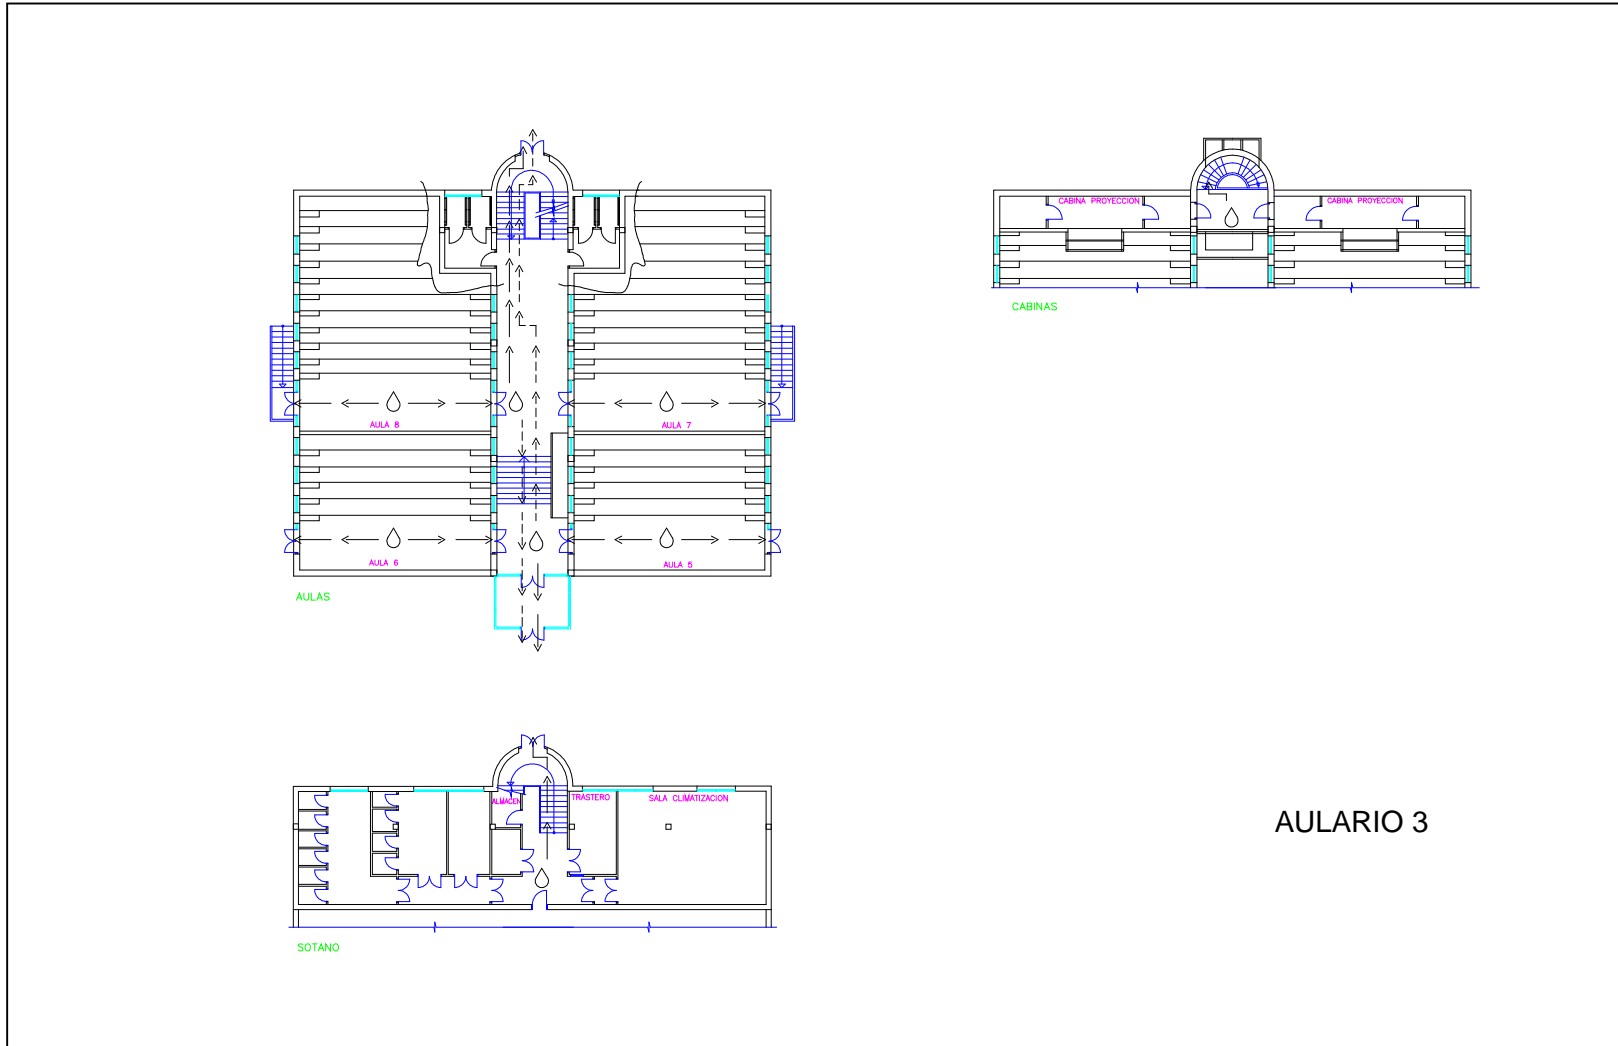 CABINA PROYECCION
CABINA PROYECCION
CABINAS
AULA 8
AULA 7
AULA 6
AULA 5
AULAS
ALMACEN
TRASTERO
SALA CLIMATIZACION
AULARIO 3
SOTANO